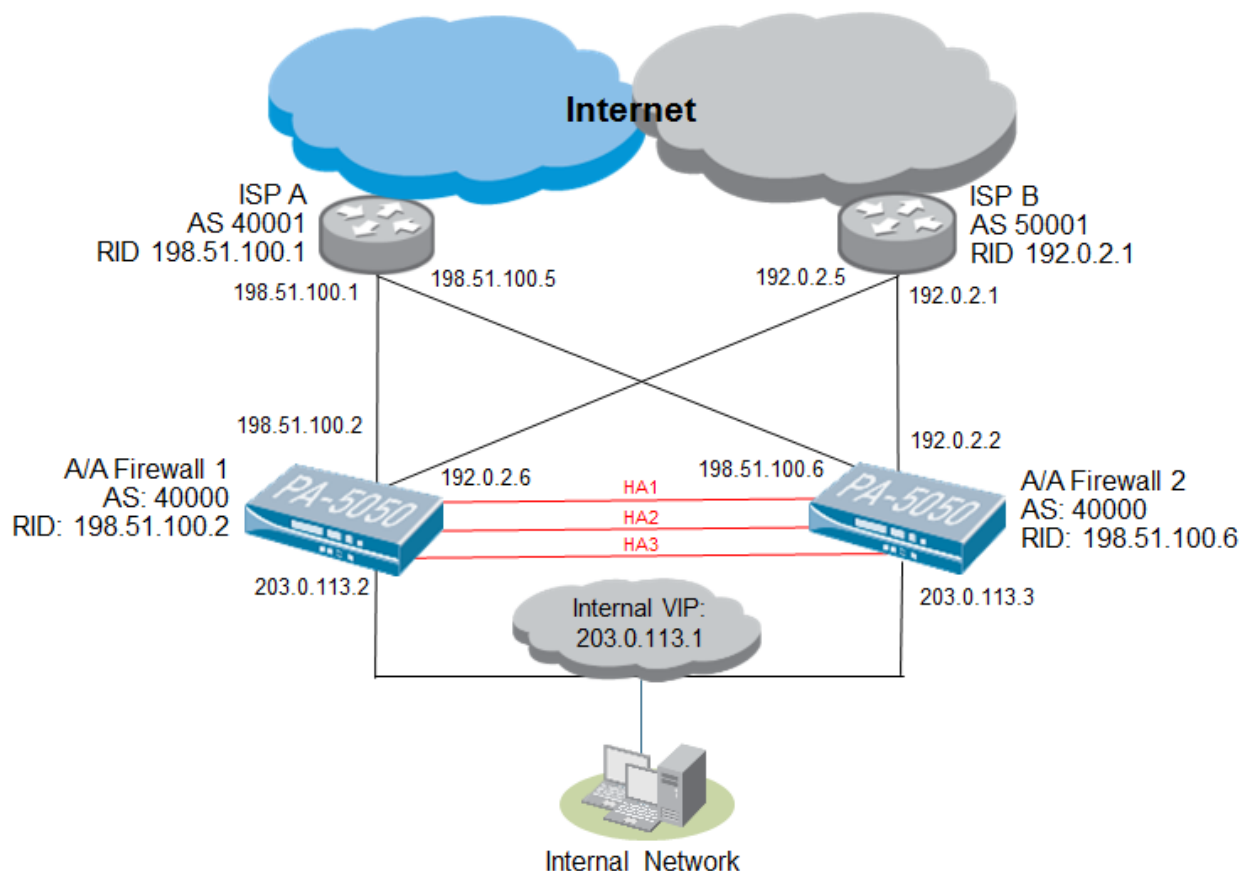 Internet
ISP A
AS 40001
RID 198.51.100.1
ISP B
AS 50001
RID 192.0.2.1
198.51.100.1
198.51.100.5
192.0.2.5
192.0.2.1
198.51.100.2
192.0.2.6
198.51.100.6
192.0.2.2
A/A Firewall 1
AS: 40000
RID: 198.51.100.2
PA-5050
HA1
HA2
HA3
PA-5050
A/A Firewall 2
AS: 40000
RID: 198.51.100.6
203.0.113.2
Internal VIP:
203.0.113.1
203.0.113.3
Internal Network